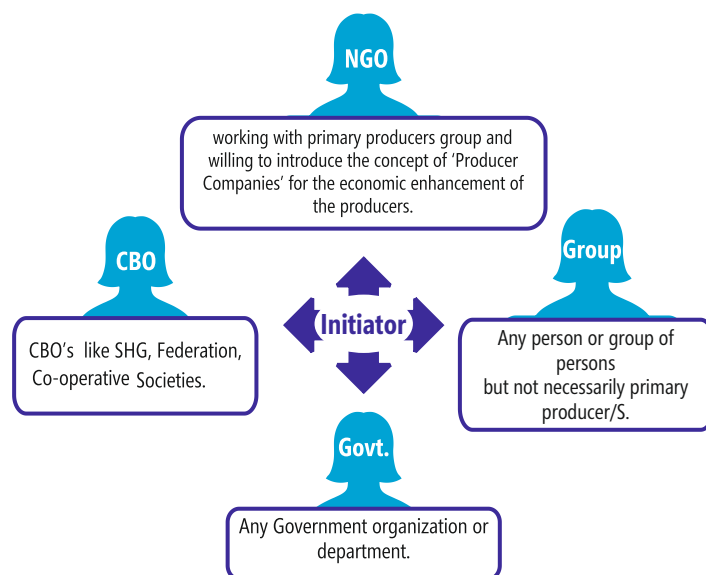 NGO
working with primary producers group and
willing to introduce the concept of ‘Producer
Companies’ for the economic enhancement of
the producers.
CBO
CBO's like SHG, Federation,
Co-operative Societies.
Initiator
Group
Any person or group of
persons
but not necessarily primary
producer/S.
Govt.
Any Government organization or
department.